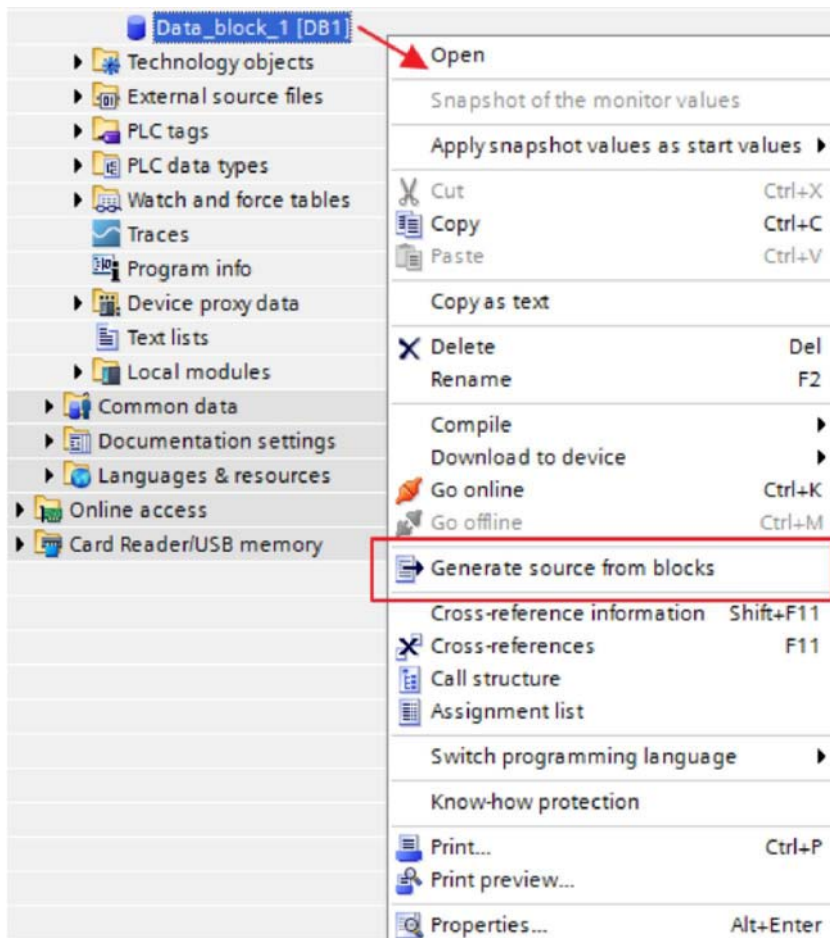 Data_block_1 [DB1]
Technology objects
External source files
PLC tags
PLC data types
Watch and force tables
Traces
Program info
Device proxy data
Text lists
Local modules
Common data
Documentation settings
Languages & resources
Online access
Card Reader/USB memory
Open
Snapshot of the monitor values
Apply snapshot values as start values
Cut Ctrl+X
Copy Ctrl+C
Paste Ctrl+V
Copy as text
Delete Del
Rename F2
Compile
Download to device
Go online Ctrl+K
Go offline Ctrl+M
Generate source from blocks
Cross-reference information Shift+F11
Cross-references F11
Call structure
Assignment list
Switch programming language
Know-how protection
Print... Ctrl+P
Print preview...
Properties... Alt+Enter